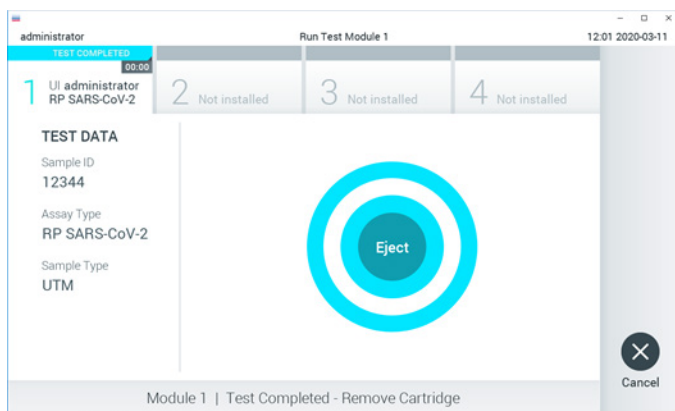 administrator
Run Test Module 1
12:01 2020-03-11
TEST COMPLETED
00:00
1
UI administrator
RP SARS-CoV-2
2 Not installed
3 Not installed
4 Not installed
TEST DATA
Sample ID
12344
Assay Type
RP SARS-CoV-2
Sample Type
UTM
Eject
Cancel
Module 1 | Test Completed - Remove Cartridge